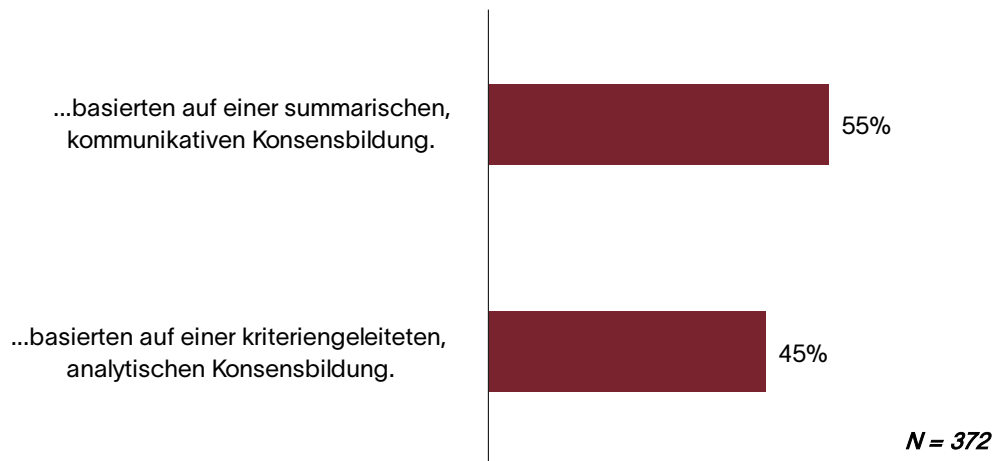 ...basierten auf einer summarischen,
kommunikativen Konsensbildung.
55%
...basierten auf einer kriteriengeleiteten,
analytischen Konsensbildung.
45%
N = 372